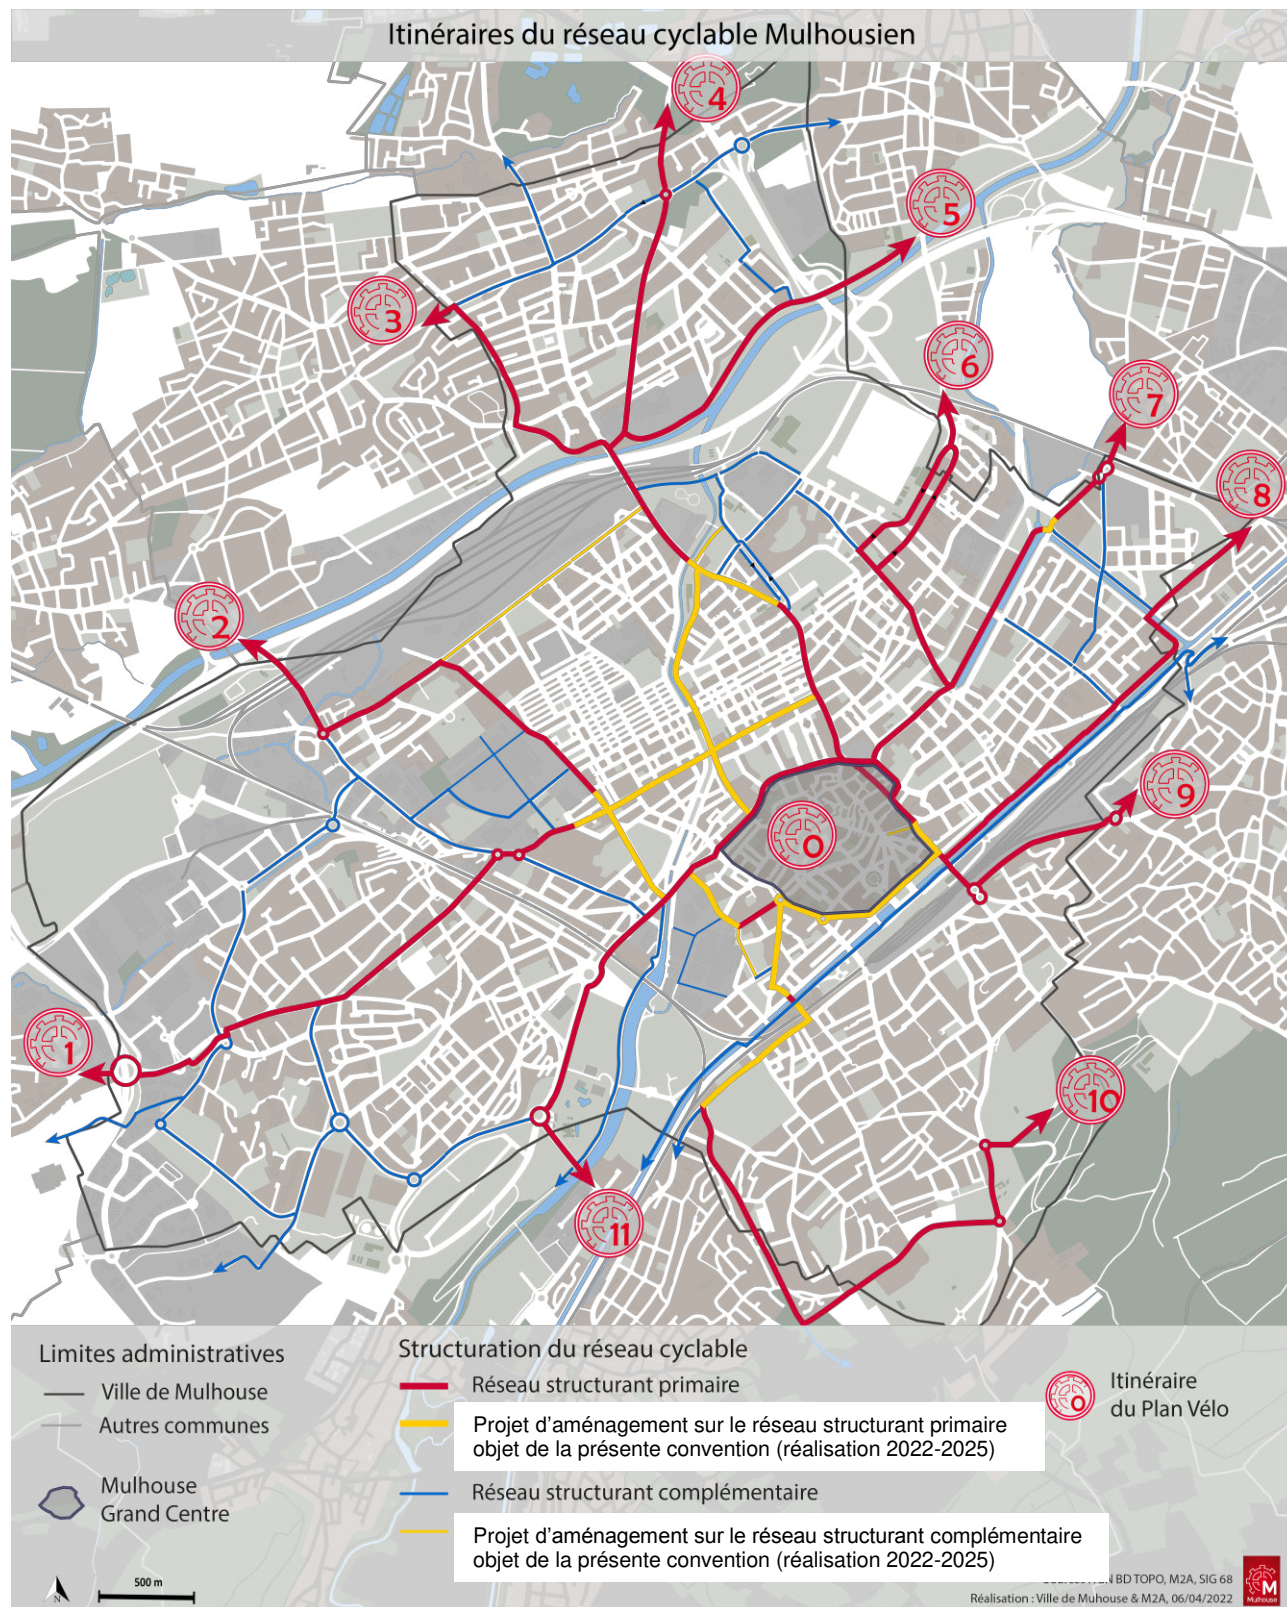 Itinéraires du réseau cyclable Mulhousien
4
5
3
6
7
8
2
9
0
1
10
11
Limites administratives
Ville de Mulhouse
Autres communes
Mulhouse
Grand Centre
Structuration du réseau cyclable
Réseau structurant primaire
Projet d'aménagement sur le réseau structurant primaire
objet de la présente convention (réalisation 2022-2025)
Réseau structurant complémentaire
Projet d'aménagement sur le réseau structurant complémentaire
objet de la présente convention (réalisation 2022-2025)
0
Itinéraire
du Plan Vélo
N
500 m
BD TOPO, M2A, SIG 68
Réalisation : Ville de Mulhouse & M2A, 06/04/2022
M
Mulhouse